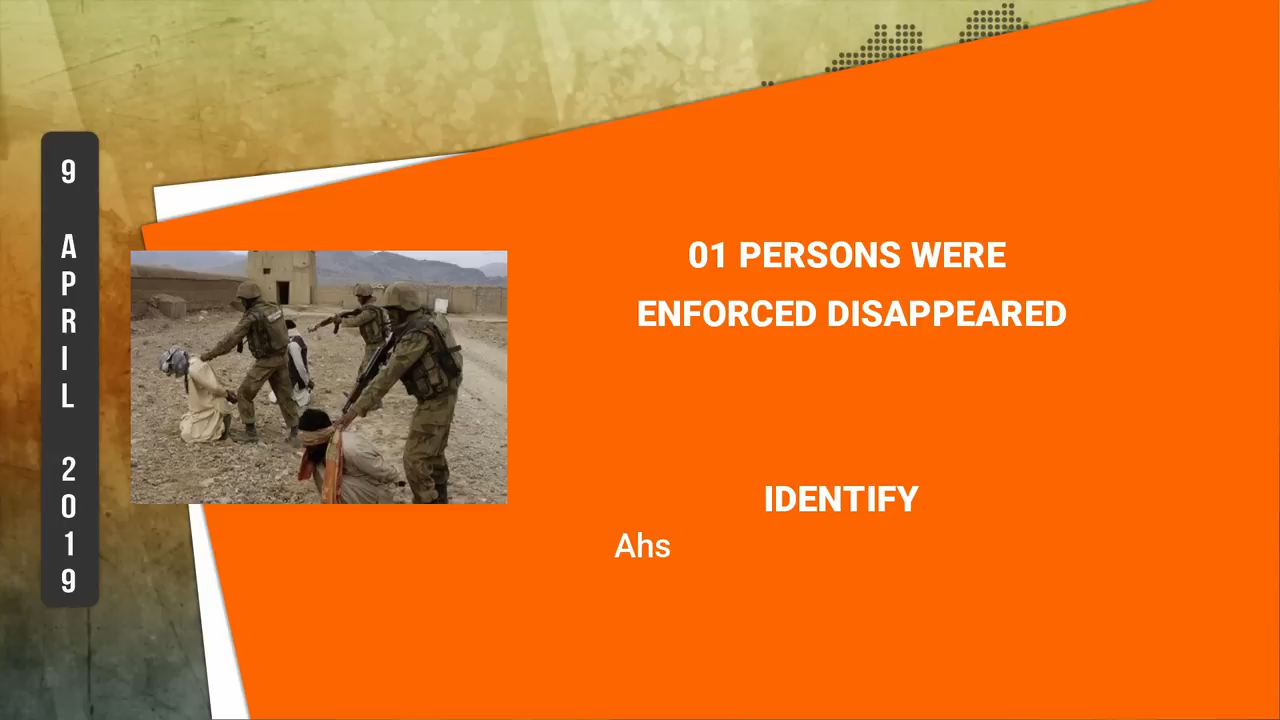 9 APRIL 2019
01 PERSONS WERE
ENFORCED DISAPPEARED
IDENTIFY
Ahs